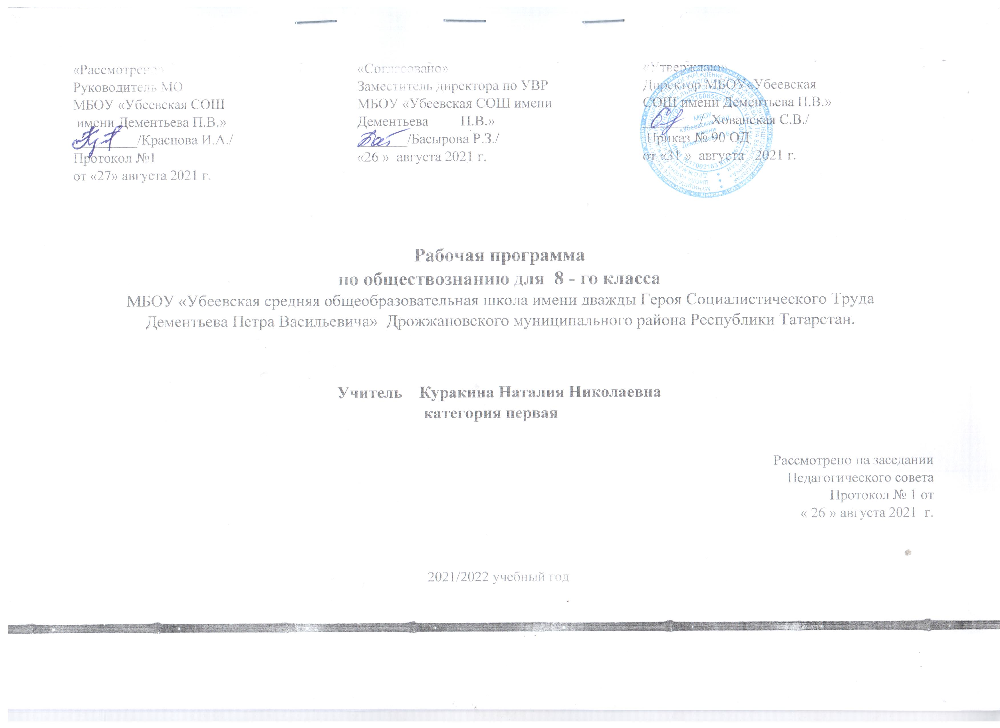 «Рассмотрено»
Руководитель МО
МБОУ «Убеевская СОШ
имени Дементьева П.В.»
/Краснова И.А./
Протокол №1
от «27» августа 2021 г.
«Согласовано»
Заместитель директора по УВР
МБОУ «Убеевская СОШ имени
Дементьева П.В.»
/Басырова Р.З./
«26 » августа 2021 г.
«Утверждаю»
Директор МБОУ «Убеевская
СОШ имени Дементьева П.В.»
/ Хованская С.В./
Приказ № 90 ОД
от «31 » августа 2021 г.
МБОУ
«Убеевская СОШ
имени
Рабочая программа
по обществознанию для 8 - го класса
МБОУ «Убеевская средняя общеобразовательная школа имени дважды Героя Социалистического Труда
Дементьева Петра Васильевича» Дрожжановского муниципального района Республики Татарстан.
Учитель Куракина Наталия Николаевна
категория первая
Рассмотрено на заседании
Педагогического совета
Протокол № 1 от
« 26 » августа 2021 г.
2021/2022 учебный год